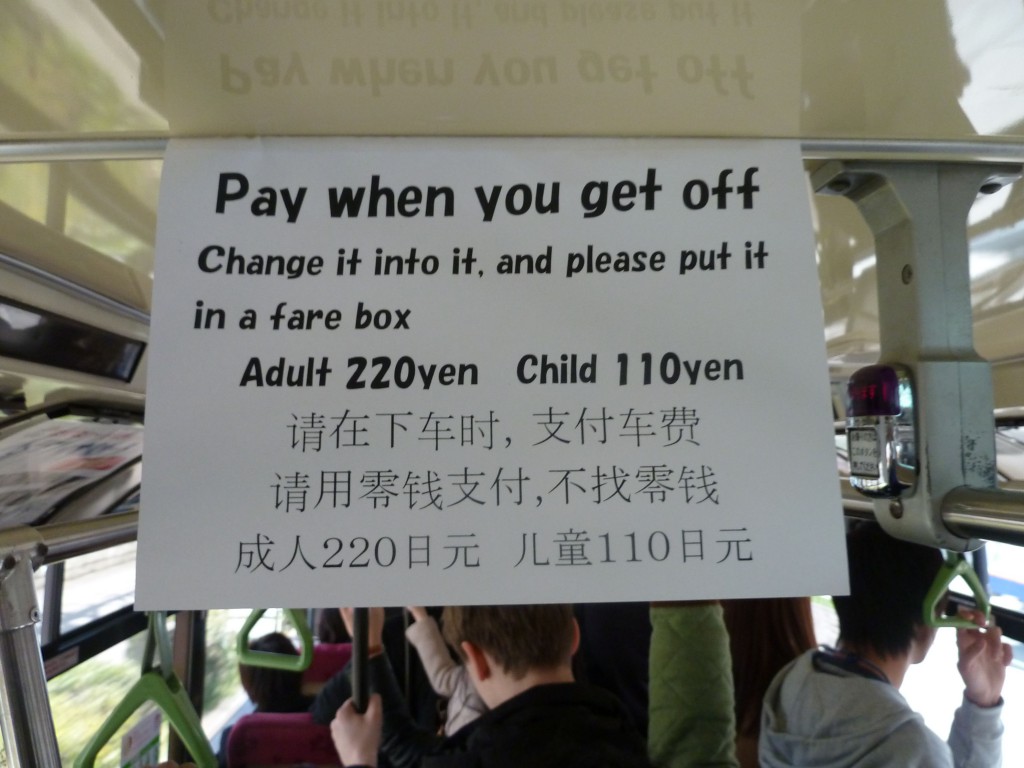 Pay when you get off
Change it into it, and please put it
in a fare box
Adult 220yen Child 110yen
请在下车时, 支付车费
请用零钱支付,不找零钱
成人220日元 儿童110日元